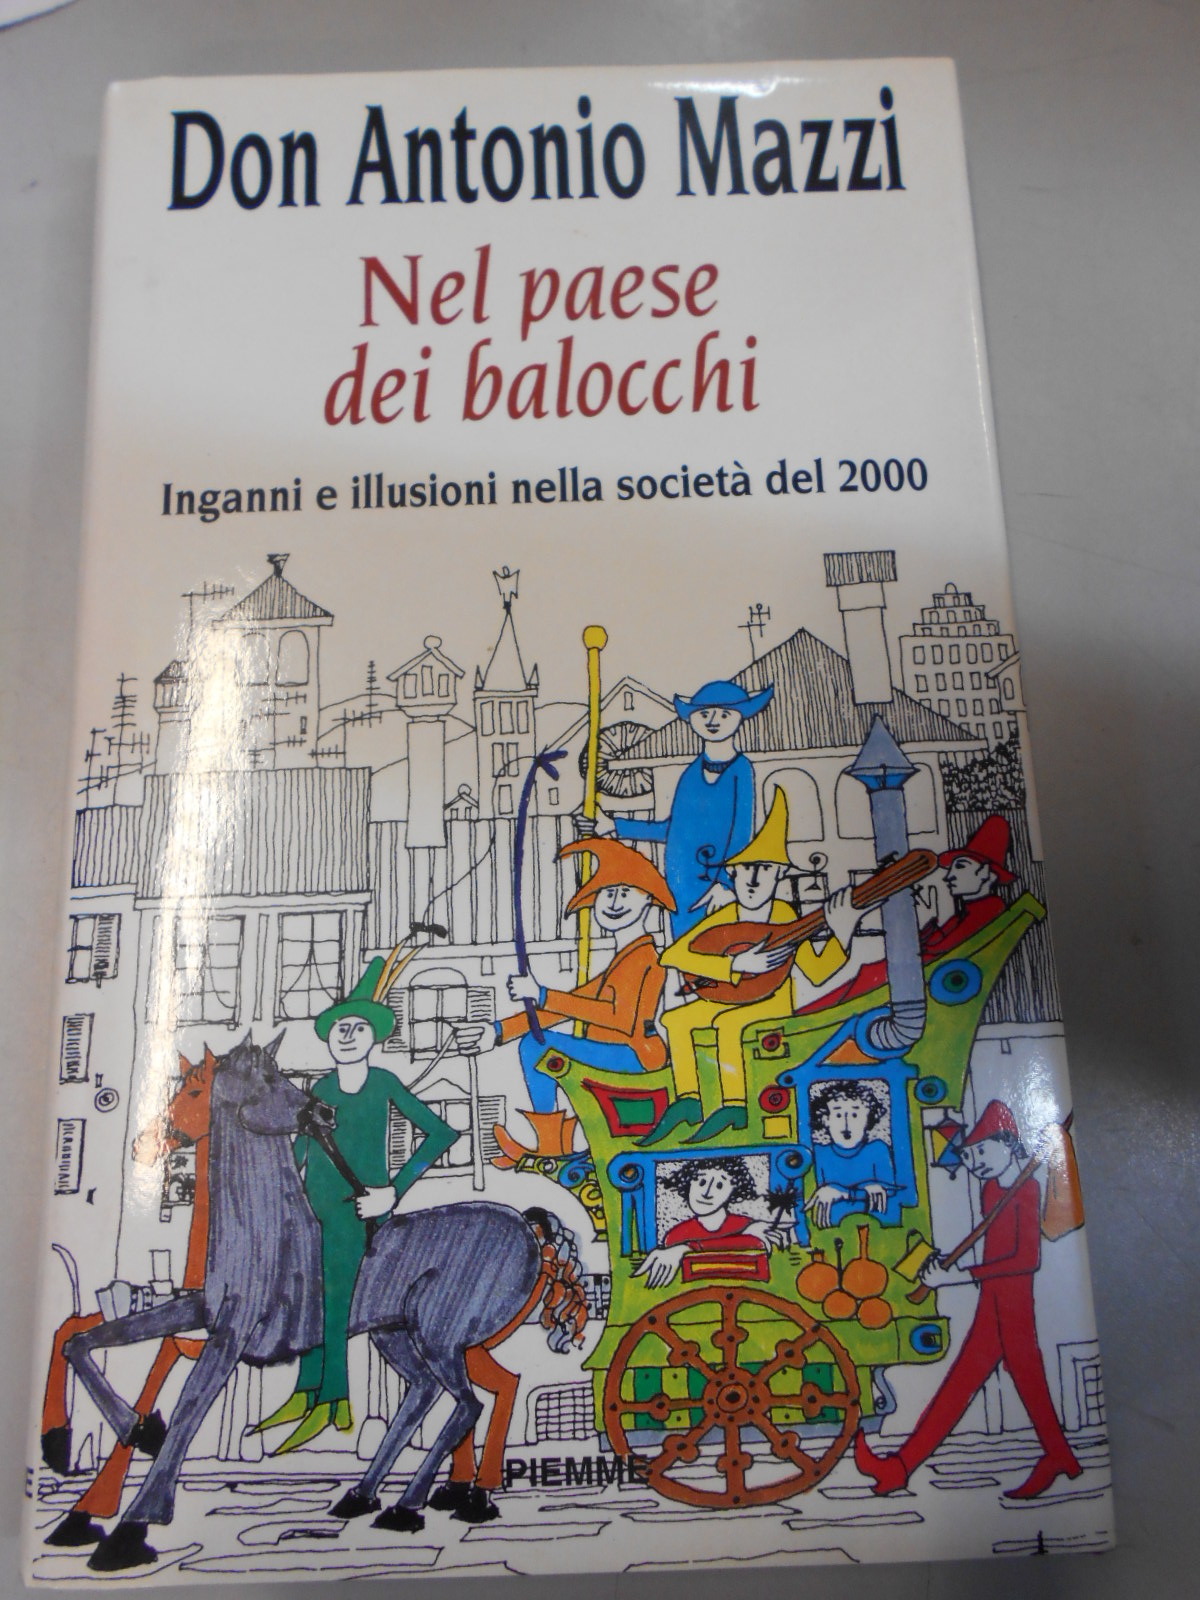 Don Antonio Mazzi
Nel paese
dei balocchi
Inganni e illusioni nella società del 2000
PIEMME